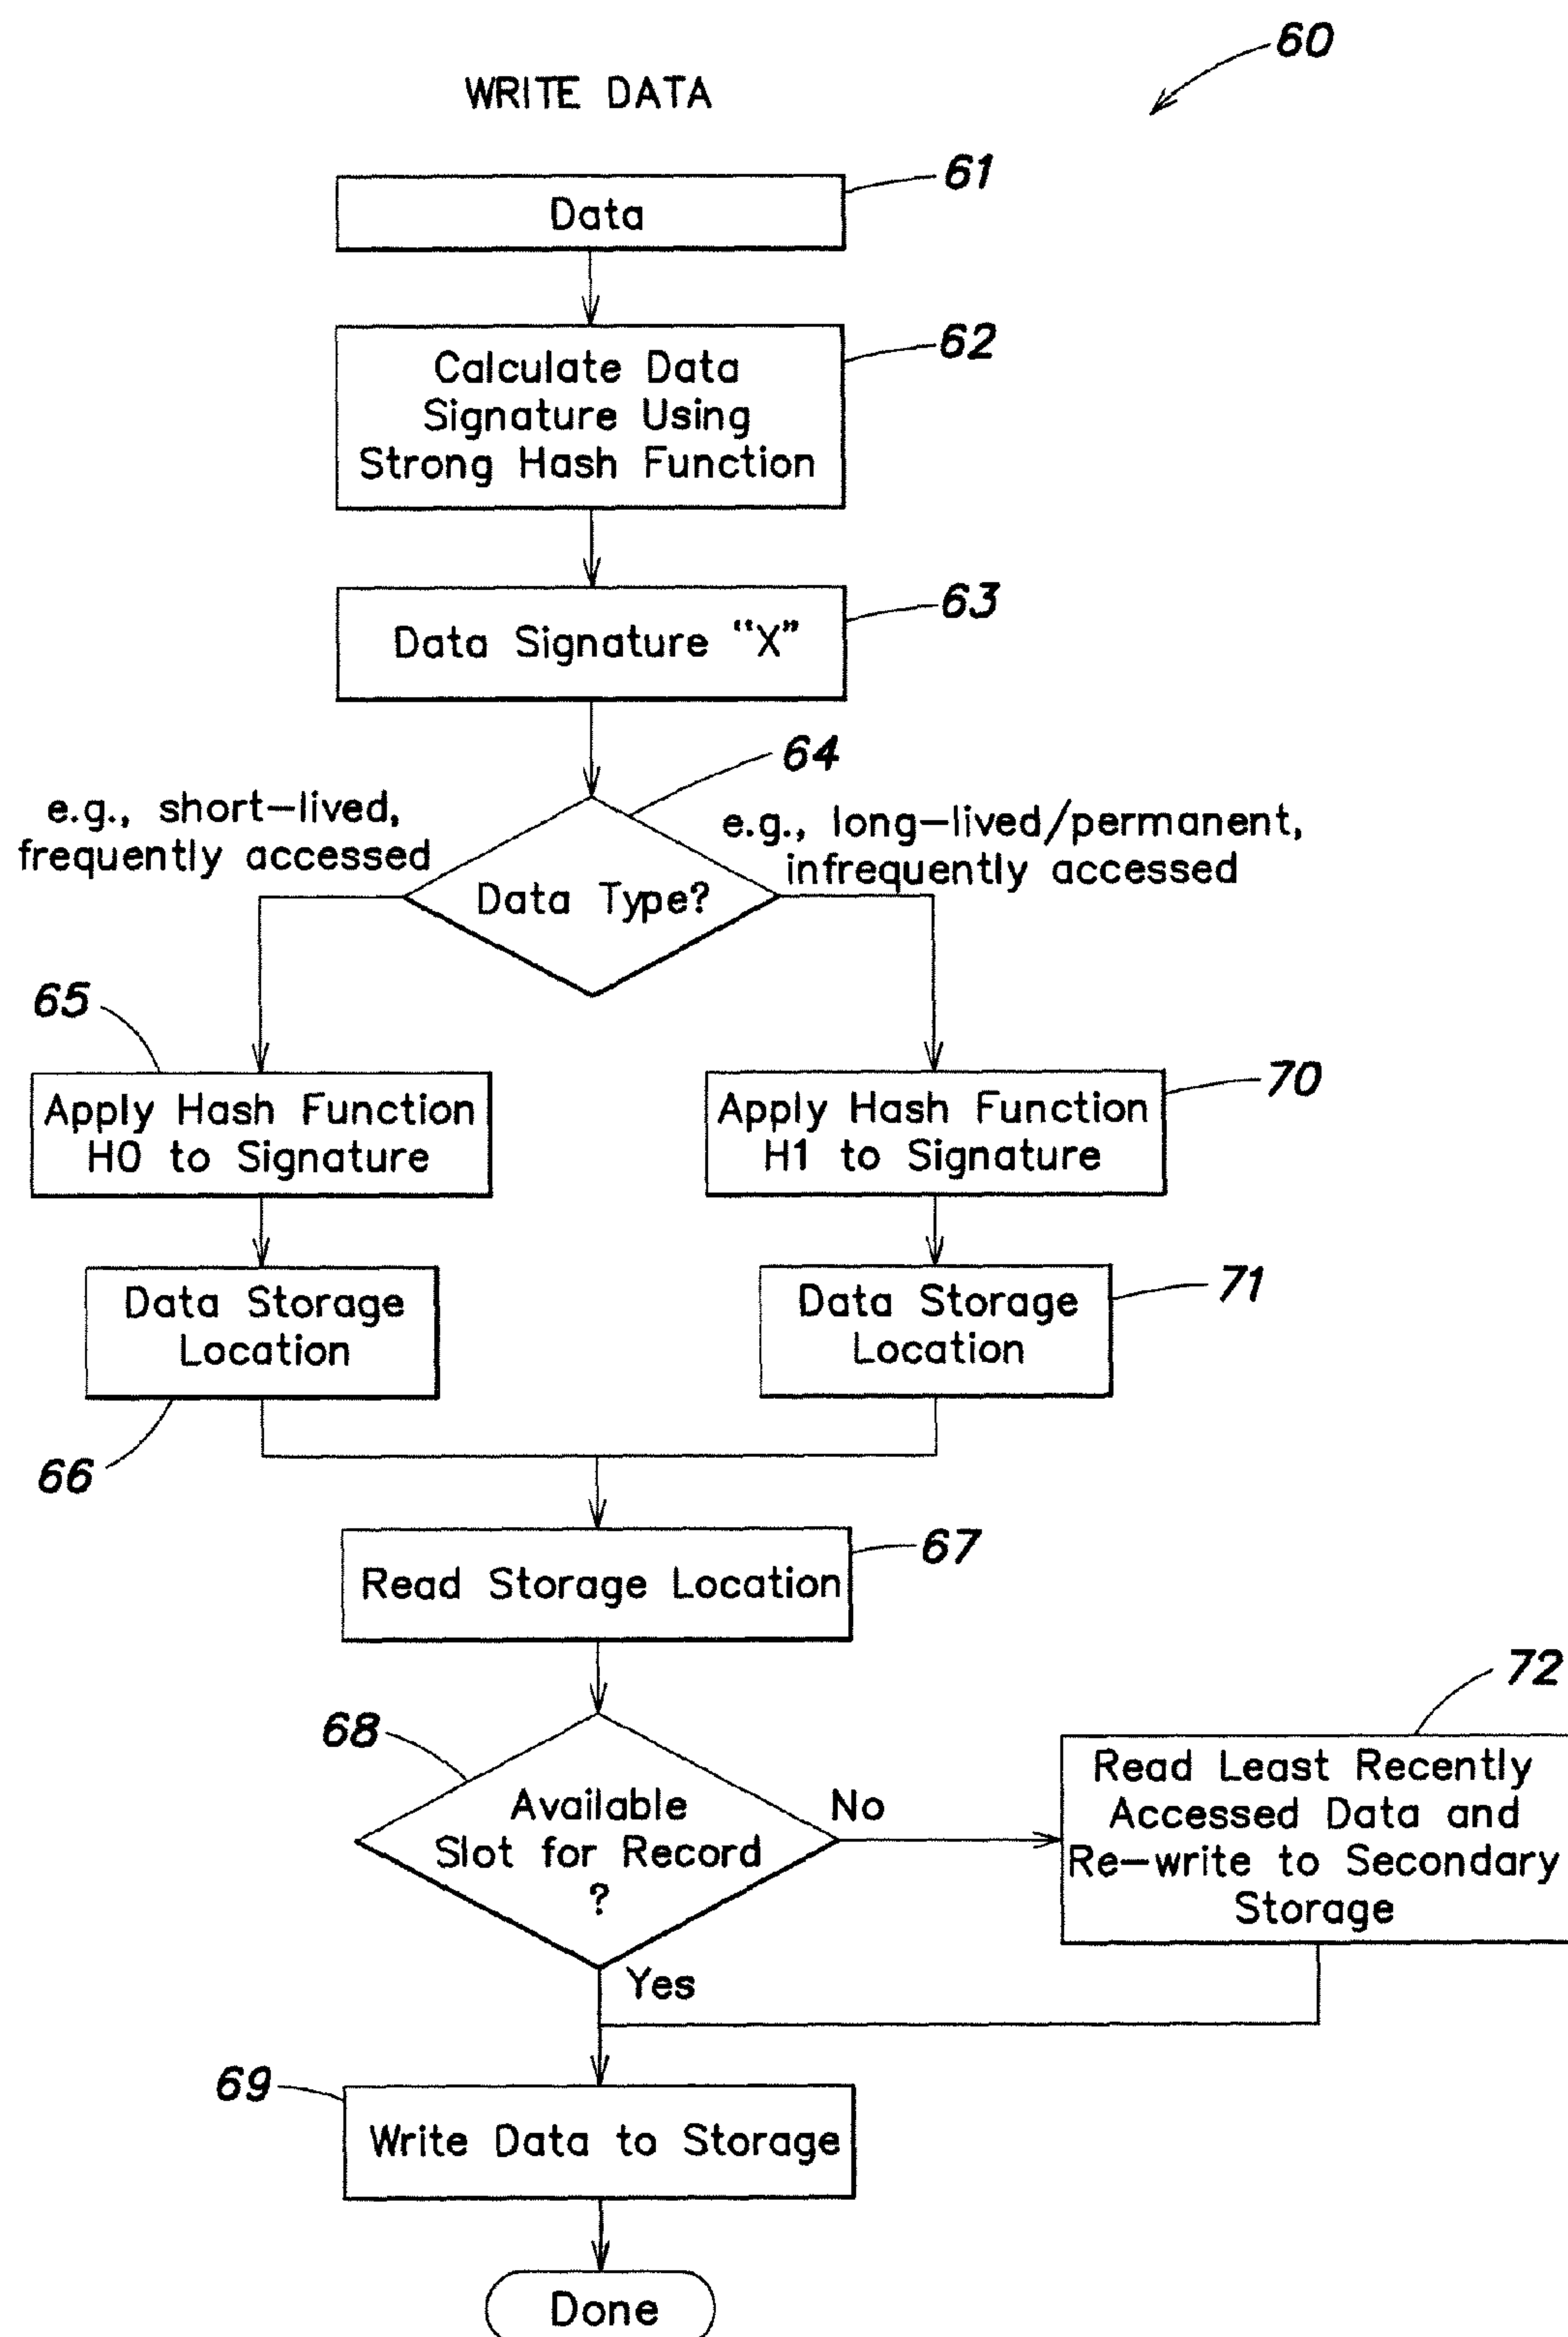 60
WRITE DATA
61
Data
62
Calculate Data
Signature Using
Strong Hash Function
63
Data Signature “X”
64
e.g., short-lived,
frequently accessed
e.g., long-lived/permanent,
infrequently accessed
Data Type?
65
Apply Hash Function
H0 to Signature
70
Apply Hash Function
H1 to Signature
Data Storage
Location
66
71
Data Storage
Location
67
Read Storage Location
68
Available
Slot for Record
?
No
72
Read Least Recently
Accessed Data and
Re-write to Secondary
Storage
Yes
69
Write Data to Storage
Done